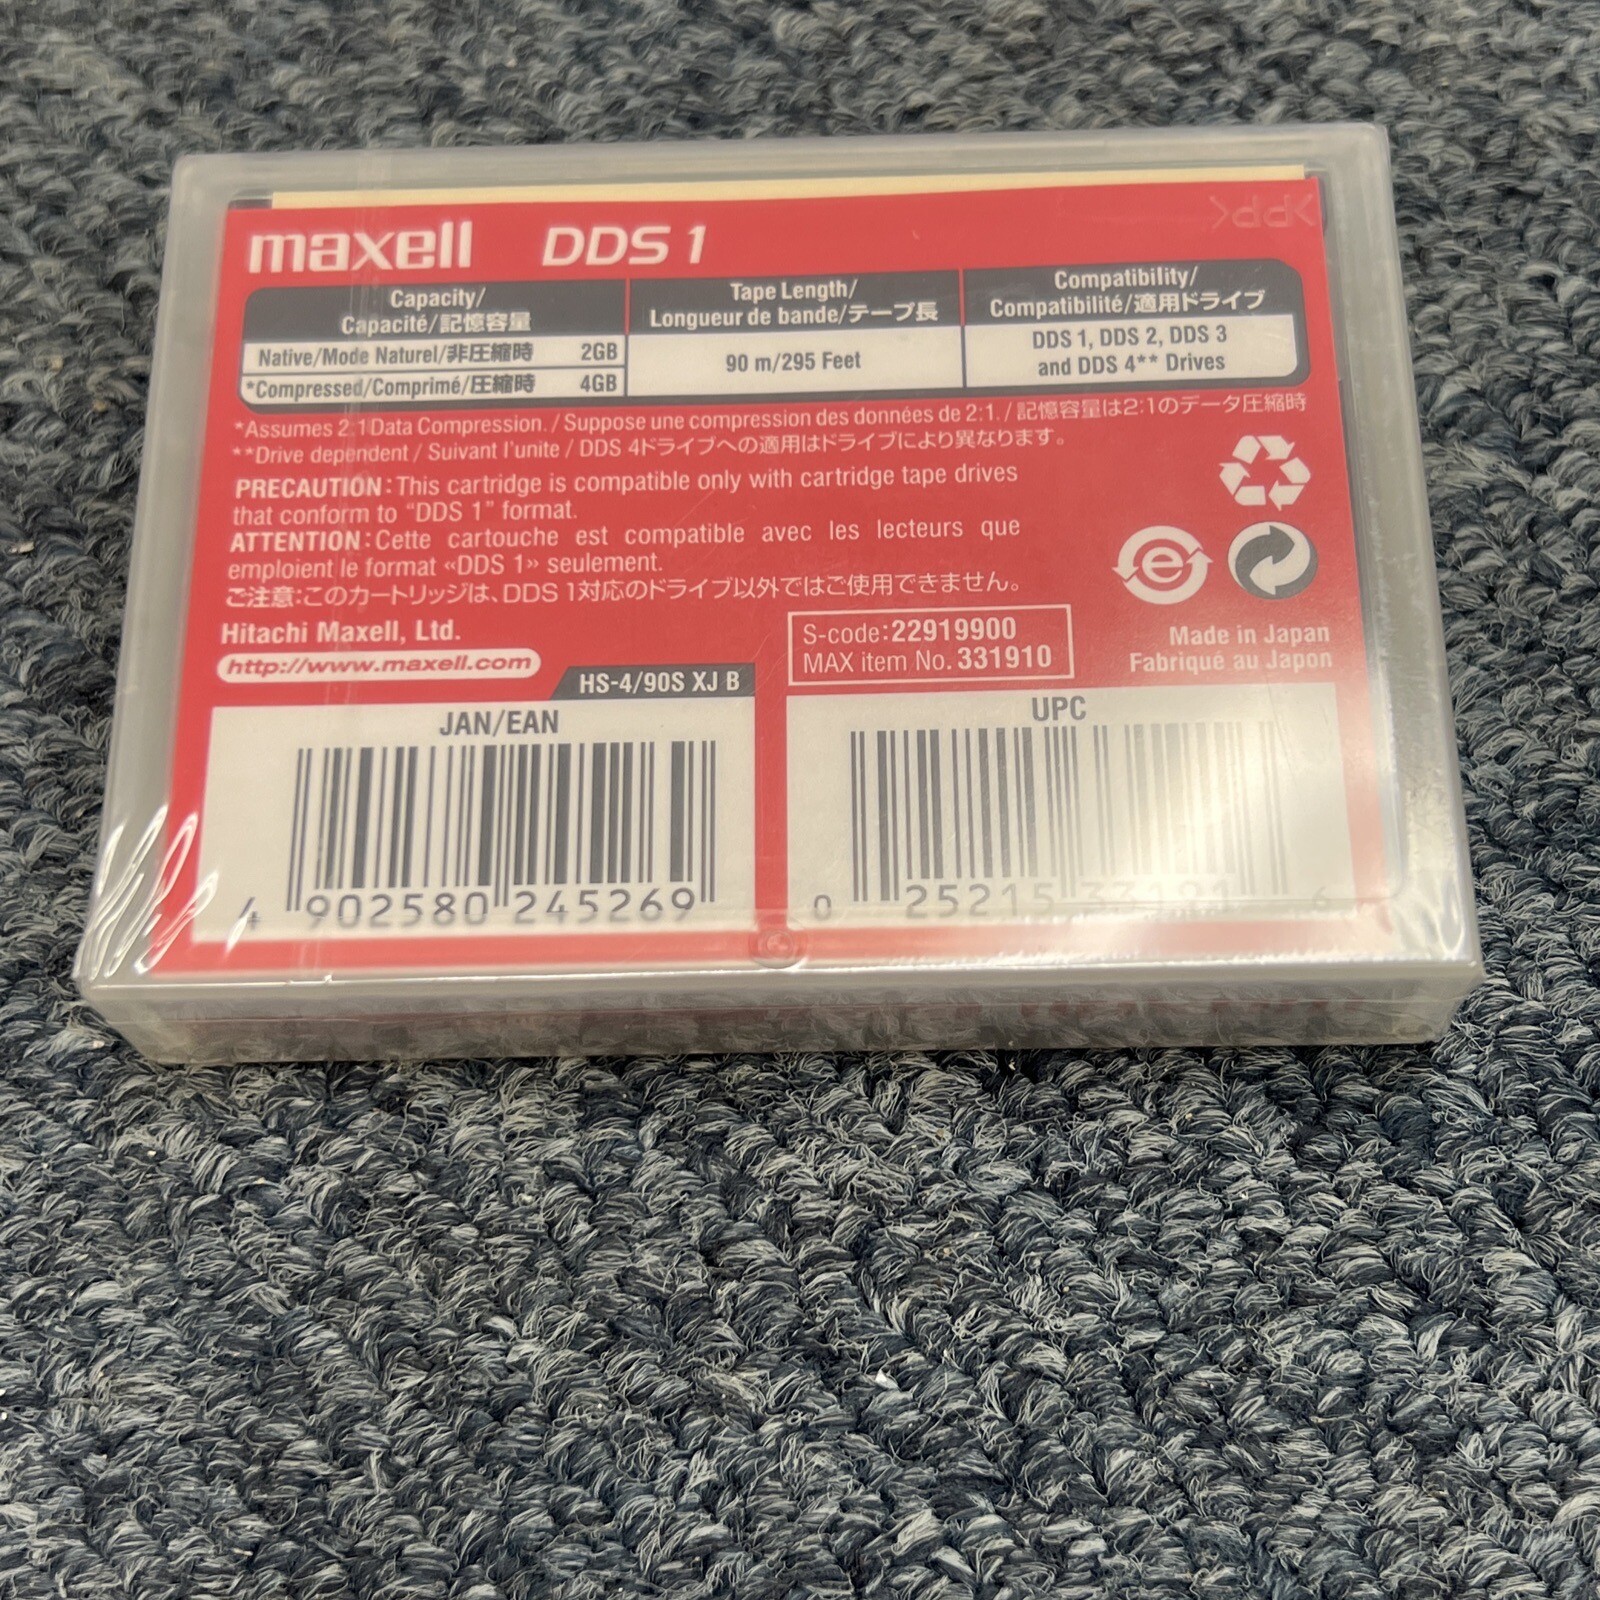 >PP<
maxell DDS 1
Capacity/
Capacité/記憶容量
Native/Mode Naturel/非圧縮時 2GB
*Compressed/Comprimé/圧縮時 4GB
Tape Length/
Longueur de bande/テープ長
90 m/295 Feet
Compatibility/
Compatibilité/適用ドライブ
DDS 1, DDS 2, DDS 3
and DDS 4** Drives
*Assumes 2:1Data Compression. / Suppose une compression des données de 2:1. / 記憶容量は2:1のデータ圧縮時
**Drive dependent / Suivant l'unite / DDS 4ドライブへの適用はドライブにより異なります。
PRECAUTION:This cartridge is compatible only with cartridge tape drives
that conform to "DDS 1" format.
ATTENTION:Cette cartouche est compatible avec les lecteurs que
emploient le format «DDS 1» seulement.
ご注意:このカートリッジは、DDS 1対応のドライブ以外ではご使用できません。
Hitachi Maxell, Ltd.
http://www.maxell.com
HS-4/90S XJ B
S-code:22919900
MAX item No. 331910
Made in Japan
Fabriqué au Japon
JAN/EAN
4 902580 245269
UPC
0 25215 33191 6